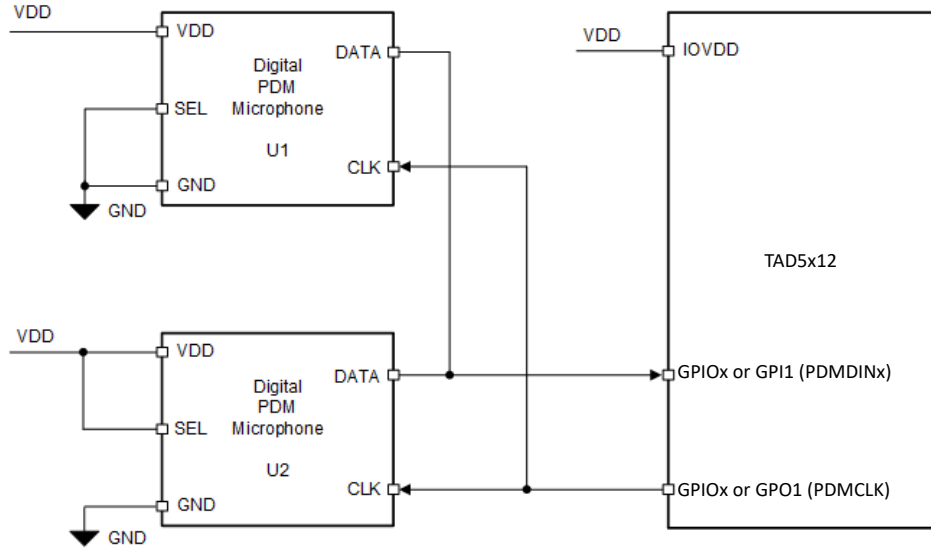 VDD
VDD
DATA
Digital
PDM
Microphone
SEL
U1
CLK
GND
GND
VDD
IOVDD
TAD5x12
GPIOx or GPI1 (PDMDINx)
GPIOx or GPO1 (PDMCLK)
VDD
VDD
DATA
Digital
PDM
Microphone
SEL
U2
CLK
GND
GND